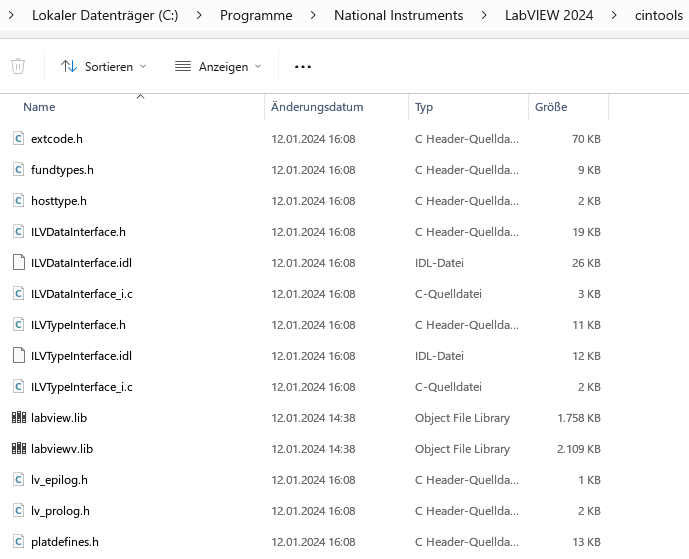 Lokaler Datenträger (C:) > Programme > National Instruments > LabVIEW 2024 > cintools
Sortieren Anzeigen ...
Name Änderungsdatum Typ Größe
extcode.h 12.01.2024 16:08 C Header-Quellda... 70 KB
fundtypes.h 12.01.2024 16:08 C Header-Quellda... 9 KB
hosttype.h 12.01.2024 16:08 C Header-Quellda... 2 KB
ILVDataInterface.h 12.01.2024 16:08 C Header-Quellda... 19 KB
ILVDataInterface.idl 12.01.2024 16:08 IDL-Datei 26 KB
ILVDataInterface_i.c 12.01.2024 16:08 C-Quelldatei 3 KB
ILVTypeInterface.h 12.01.2024 16:08 C Header-Quellda... 11 KB
ILVTypeInterface.idl 12.01.2024 16:08 IDL-Datei 12 KB
ILVTypeInterface_i.c 12.01.2024 16:08 C-Quelldatei 2 KB
labview.lib 12.01.2024 14:38 Object File Library 1.758 KB
labviewv.lib 12.01.2024 14:38 Object File Library 2.109 KB
lv_epilog.h 12.01.2024 16:08 C Header-Quellda... 1 KB
lv_prolog.h 12.01.2024 16:08 C Header-Quellda... 2 KB
platdefines.h 12.01.2024 16:08 C Header-Quellda... 13 KB